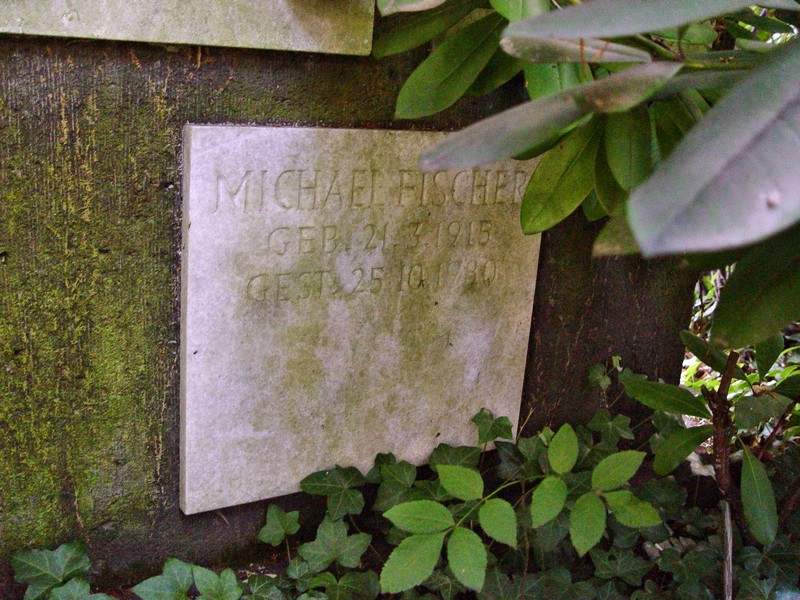 MICHAEL FISCHER
GEB. 21.3.1915
GEST. 25.10.1980